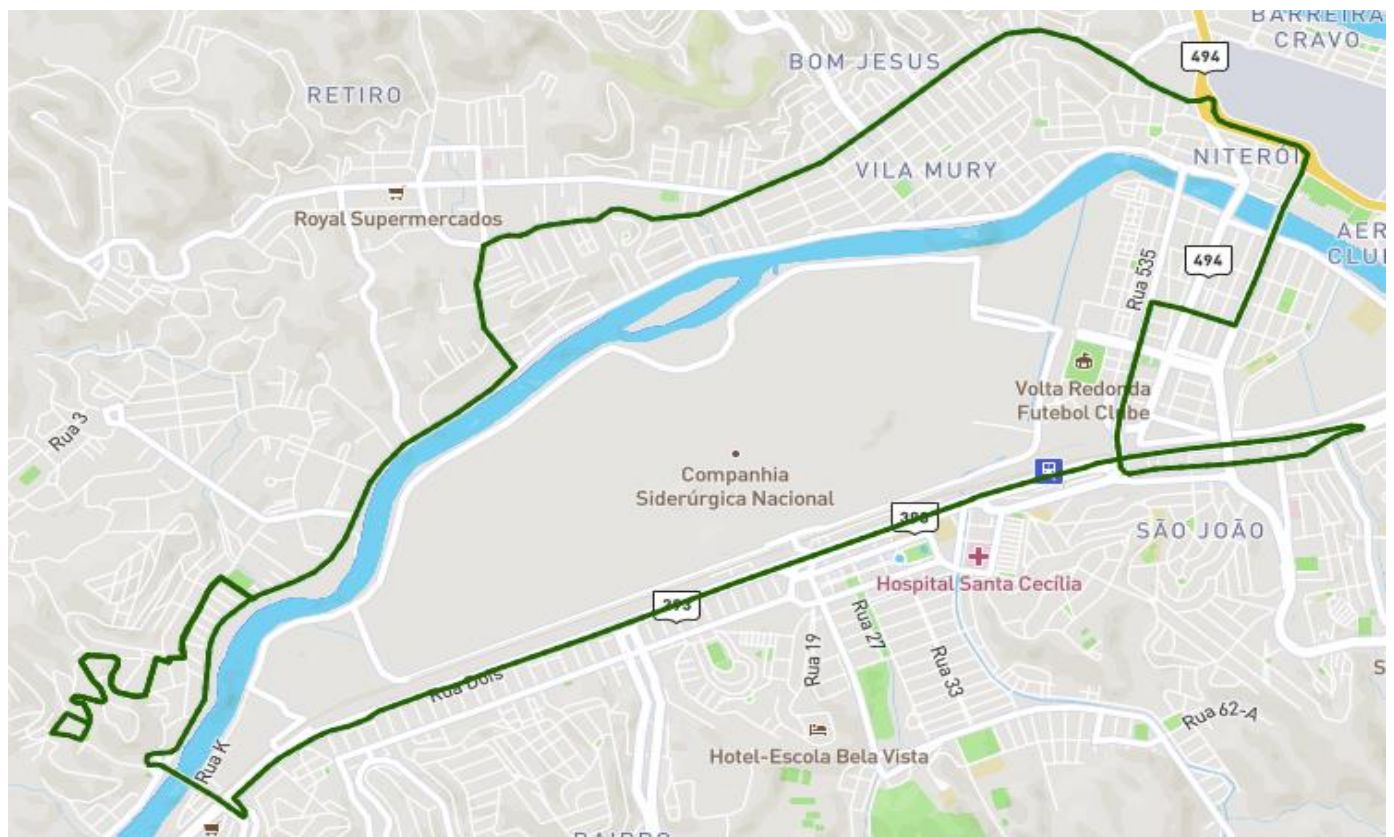 BARREIRA
CRAVO
494
BOM JESUS
RETIRO
VILA MURY
NITERÓI
Royal Supermercados
AER
CLU
494
Rua 535
Volta Redonda
Futebol Clube
Rua 3
Companhia
Siderúrgica Nacional
393
SÃO JOÃO
Hospital Santa Cecília
393
Rua 19
Rua 27
Rua 33
Rua Dois
S
Rua 62-A
Rua K
Hotel-Escola Bela Vista
BAIRRO